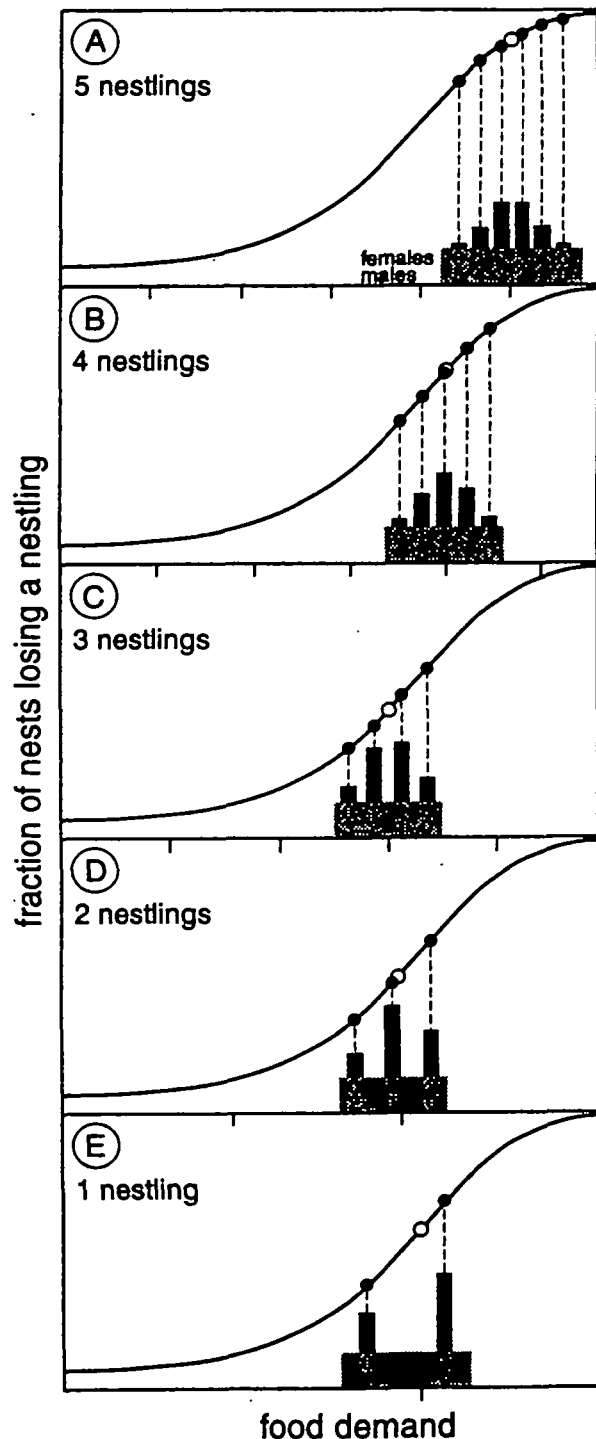 A
5 nestlings
females
males
B
4 nestlings
C
3 nestlings
D
2 nestlings
E
1 nestling
fraction of nests losing a nestling
food demand